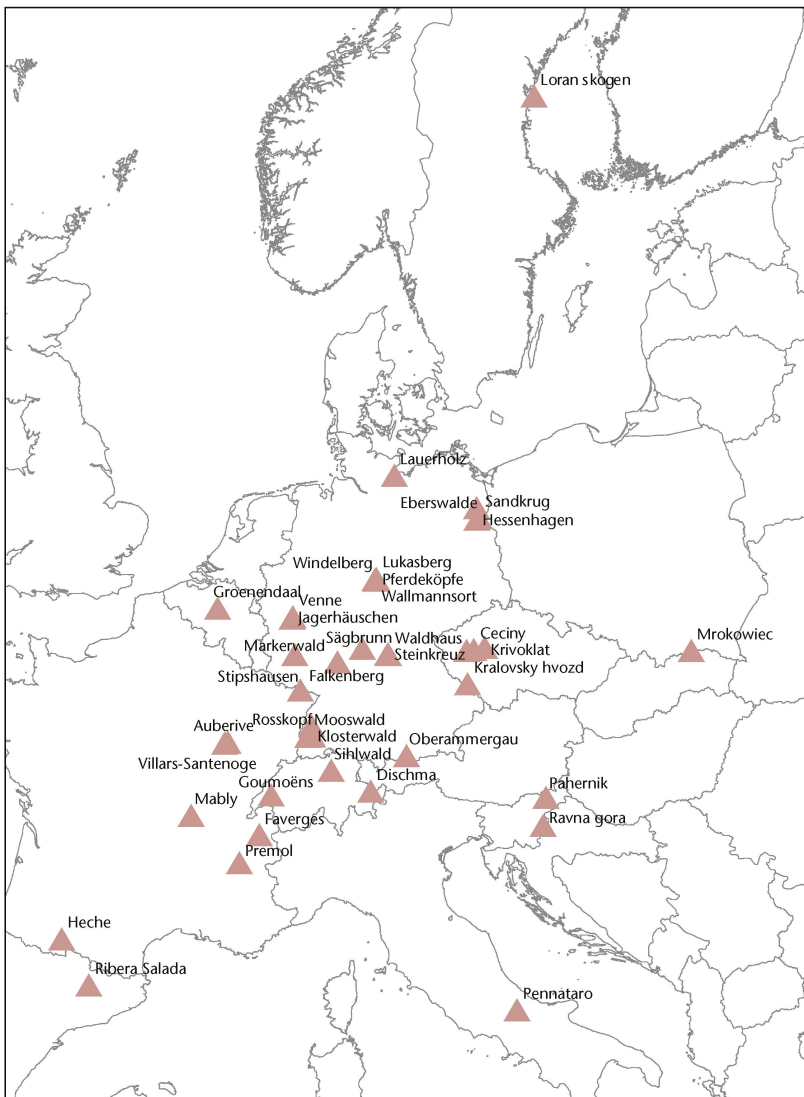 Loran skogen
Lauerholz
Eberswalde
Sandkrug
Hessenhagen
Windelberg
Lukasberg
Pferdeköpfe
Wallmannsort
Groenendaal
Venne
Jagerhäuschen
Sägbrunn
Waldhaus
Ceciny
Mrokowiec
Markerwald
Steinkreuz
Krivoklat
Kralovsky hvozd
Stipshausen
Falkenberg
Rosskopf
Mooswald
Auberive
Klosterwald
Oberammergau
Villars-Santenoge
Sihlwald
Goumoëns
Dischma
Pahernik
Mably
Faverges
Ravna gora
Premol
Heche
Ribera Salada
Pennataro